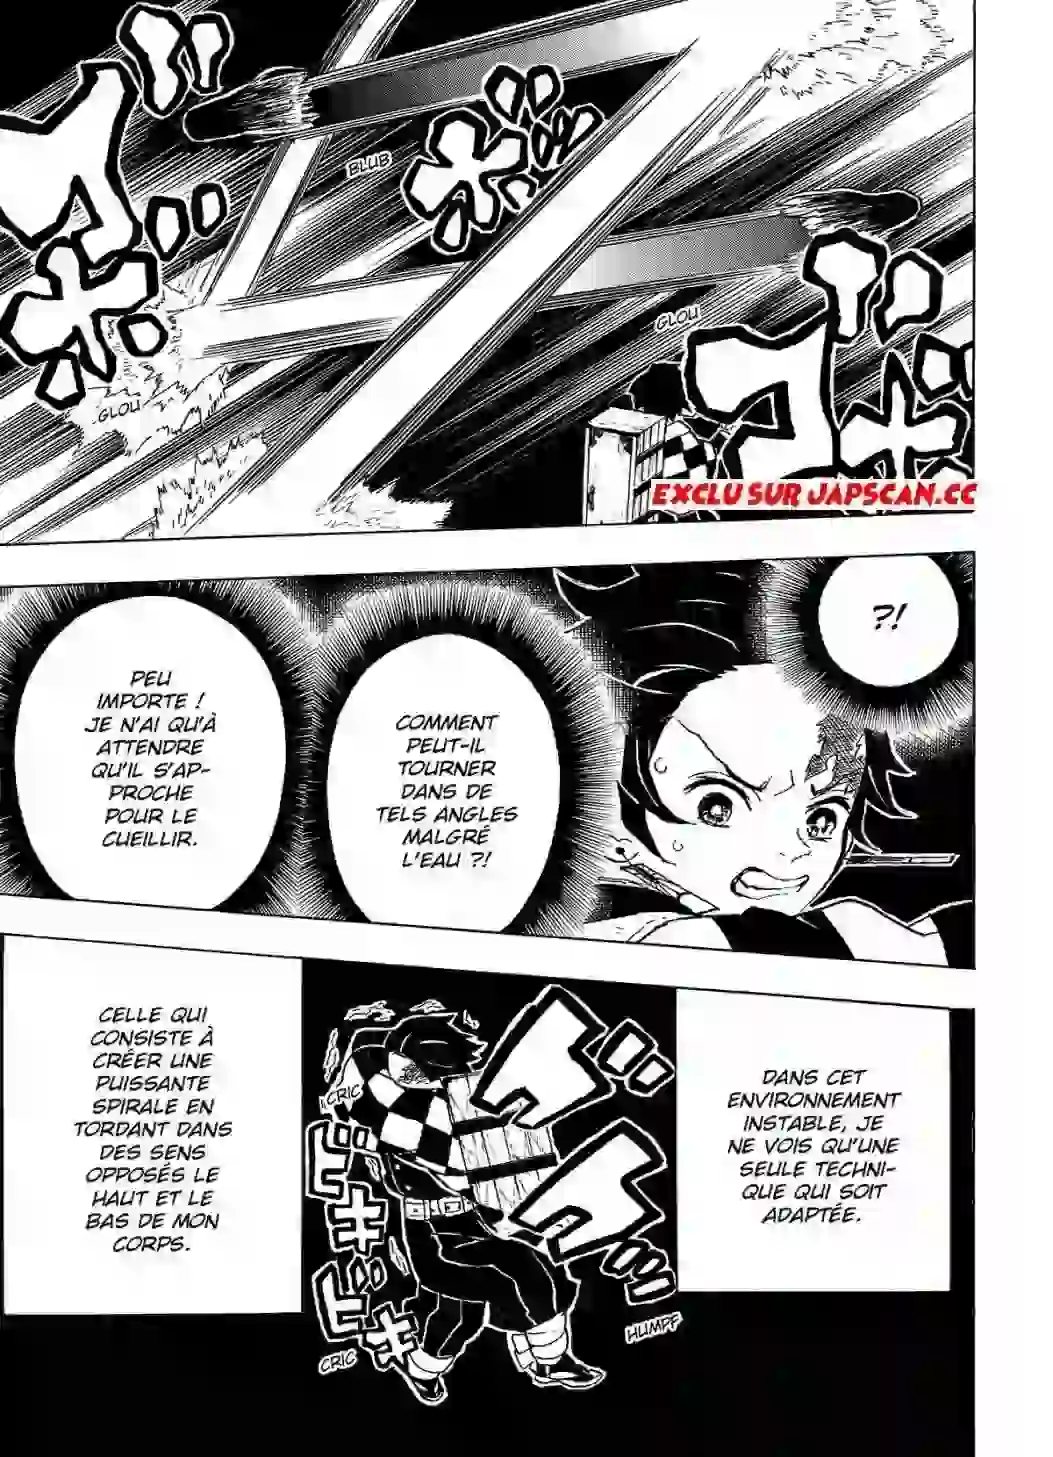 BLUB
GLOU
GLOU
EXCLU SUR JAPSCAN.CC
?!
COMMENT
PEUT-IL
TOURNER
DANS DE
TELS ANGLES
MALGRÉ
L'EAU ?!
PEU
IMPORTE !
JE N'AI QU'À
ATTENDRE
QU'IL S'AP-
PROCHE
POUR LE
CUEILLIR.
DANS CET
ENVIRONNEMENT
INSTABLE, JE
NE VOIS QU'UNE
SEULE TECHNI-
QUE QUI SOIT
ADAPTÉE.
CRIC
HUMPF
CRIC
CELLE QUI
CONSISTE À
CRÉER UNE
PUISSANTE
SPIRALE EN
TORDANT DANS
DES SENS
OPPOSÉS LE
HAUT ET LE
BAS DE MON
CORPS.